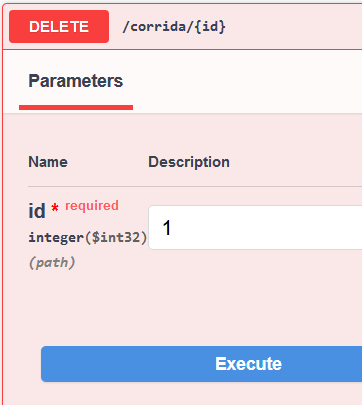 DELETE /corrida/{id}
Parameters
Name Description
id * required
integer($int32)
(path)
1
Execute